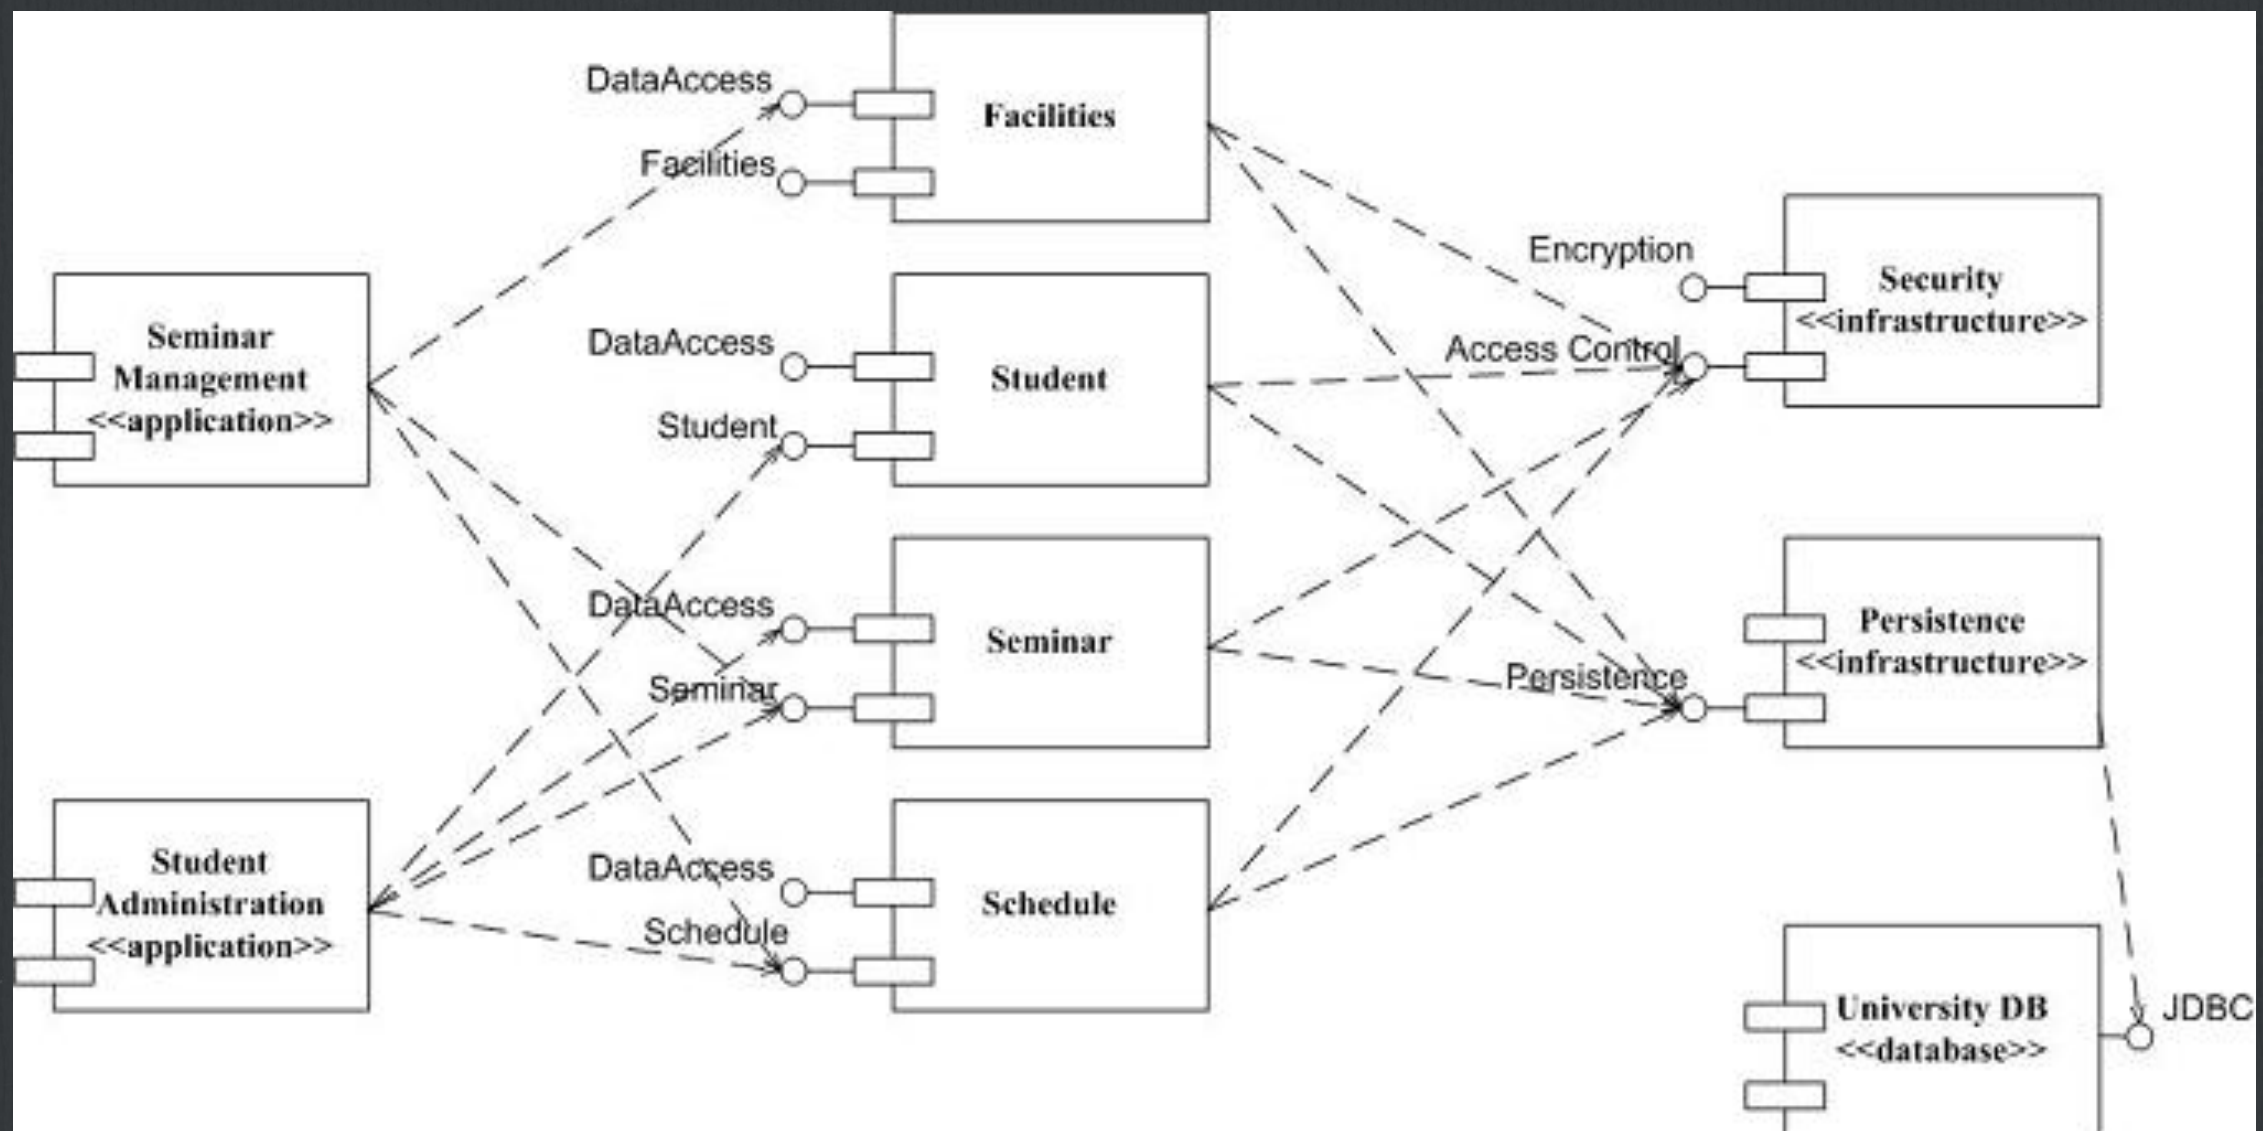 DataAccess
Facilities
Facilities
Encryption
Security
<<infrastructure>>
Seminar
Management
<<application>>
DataAccess
Student
Student
Access Control
DataAccess
Seminar
Seminar
Persistence
Persistence
<<infrastructure>>
Student
Administration
<<application>>
DataAccess
Schedule
Schedule
University DB
<<database>>
JDBC